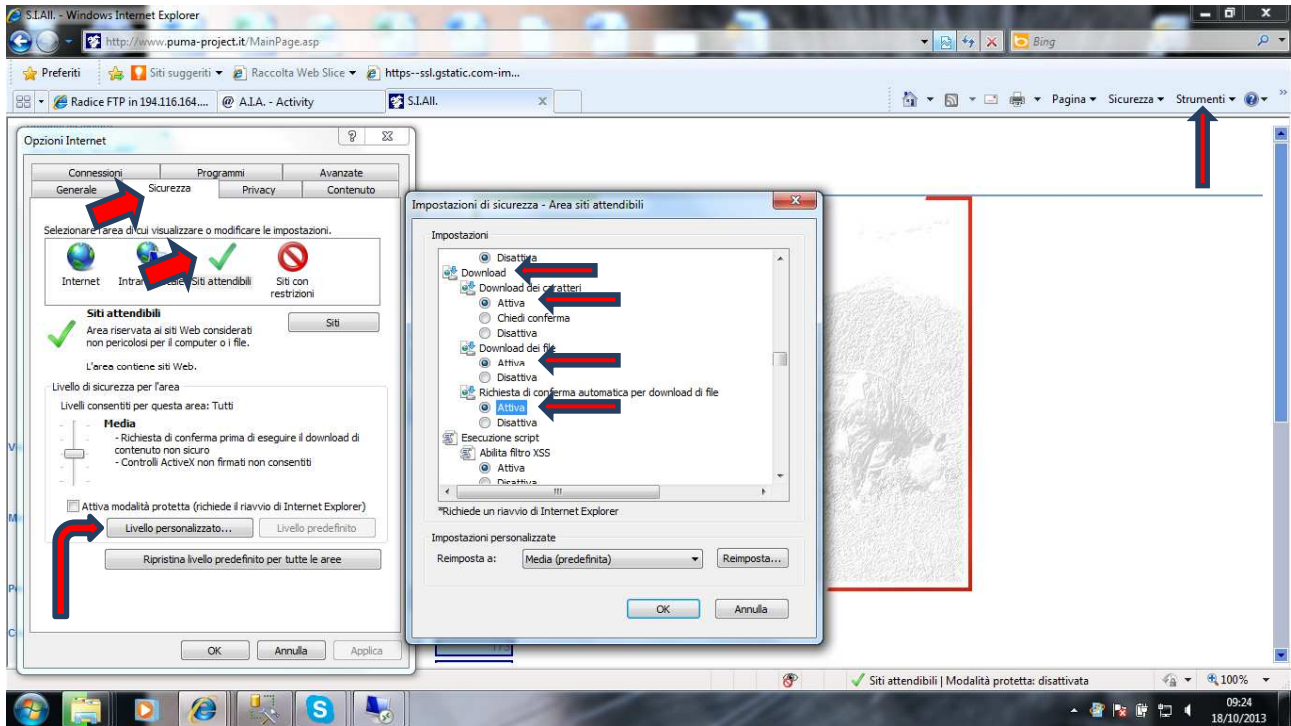 S.I.All. - Windows Internet Explorer
http://www.puma-project.it/MainPage.asp
Bing
Preferiti
Siti suggeriti
Raccolta Web Slice
https--ssl.gstatic.com-im...
Radice FTP in 194.116.164....
A.I.A. - Activity
S.I.All.
Pagina
Sicurezza
Strumenti
Opzioni Internet
Connessioni
Programmi
Avanzate
Generale
Sicurezza
Privacy
Contenuto
Selezionare l'area di cui visualizzare o modificare le impostazioni.
Internet
Siti attendibili
Siti con
restrizioni
Siti attendibili
Area riservata ai siti Web considerati
non pericolosi per il computer o i file.
Siti
L'area contiene siti Web.
Livello di sicurezza per l'area
Livelli consentiti per questa area: Tutti
Media
- Richiesta di conferma prima di eseguire il download di
contenuto non sicuro
- Controlli ActiveX non firmati non consentiti
Attiva modalità protetta (richiede il riavvio di Internet Explorer)
Livello personalizzato...
Livello predefinito
Ripristina livello predefinito per tutte le aree
OK
Annulla
Applica
Impostazioni di sicurezza - Area siti attendibili
Impostazioni
Disattiva
Download
Download dei caratteri
Attiva
Chiedi conferma
Disattiva
Download dei file
Attiva
Disattiva
Richiesta di conferma automatica per download di file
Attiva
Disattiva
Esecuzione script
Abilita filtro XSS
Attiva
Disattiva
*Richiede un riavvio di Internet Explorer
Impostazioni personalizzate
Reimposta a:
Media (predefinita)
Reimposta...
OK
Annulla
Siti attendibili | Modalità protetta: disattivata
100%
09:24
18/10/2013